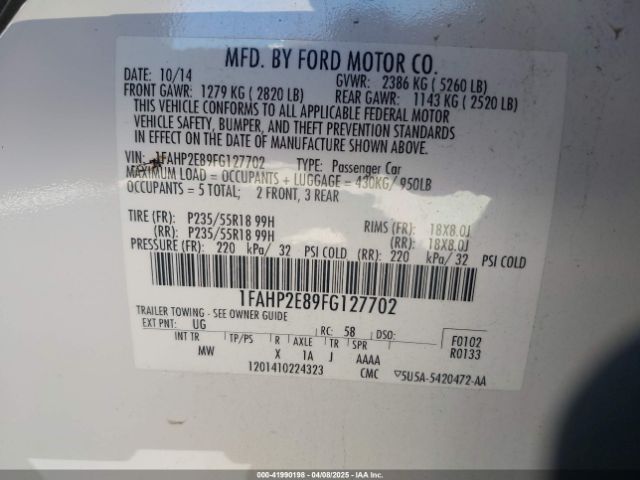 MFD. BY FORD MOTOR CO.
DATE: 10/14 GVWR: 2386 KG ( 5260 LB)
FRONT GAWR: 1279 KG ( 2820 LB) REAR GAWR: 1143 KG ( 2520 LB)
THIS VEHICLE CONFORMS TO ALL APPLICABLE FEDERAL MOTOR
VEHICLE SAFETY, BUMPER, AND THEFT PREVENTION STANDARDS
IN EFFECT ON THE DATE OF MANUFACTURE SHOWN ABOVE.
VIN: 1FAHP2E89FG127702 TYPE: Passenger Car
MAXIMUM LOAD = OCCUPANTS + LUGGAGE = 430KG/ 950LB
OCCUPANTS = 5 TOTAL; 2 FRONT, 3 REAR
TIRE (FR): P235/55R18 99H RIMS (FR): 18X8.0J
(RR): P235/55R18 99H (RR): 18X8.0J
PRESSURE (FR): 220 kPa/ 32 PSI COLD (RR): 220 kPa/ 32 PSI COLD
1FAHP2E89FG127702
TRAILER TOWING - SEE OWNER GUIDE
EXT PNT: UG RC: 58 DSO: F0102
INT TR TP/PS R AXLE TR SPR R0133
MW X 1A J AAAA
1201410224323 CMC ▽5U5A-5420472-AA
000-41990198 - 04/08/2025 - IAAI.COM